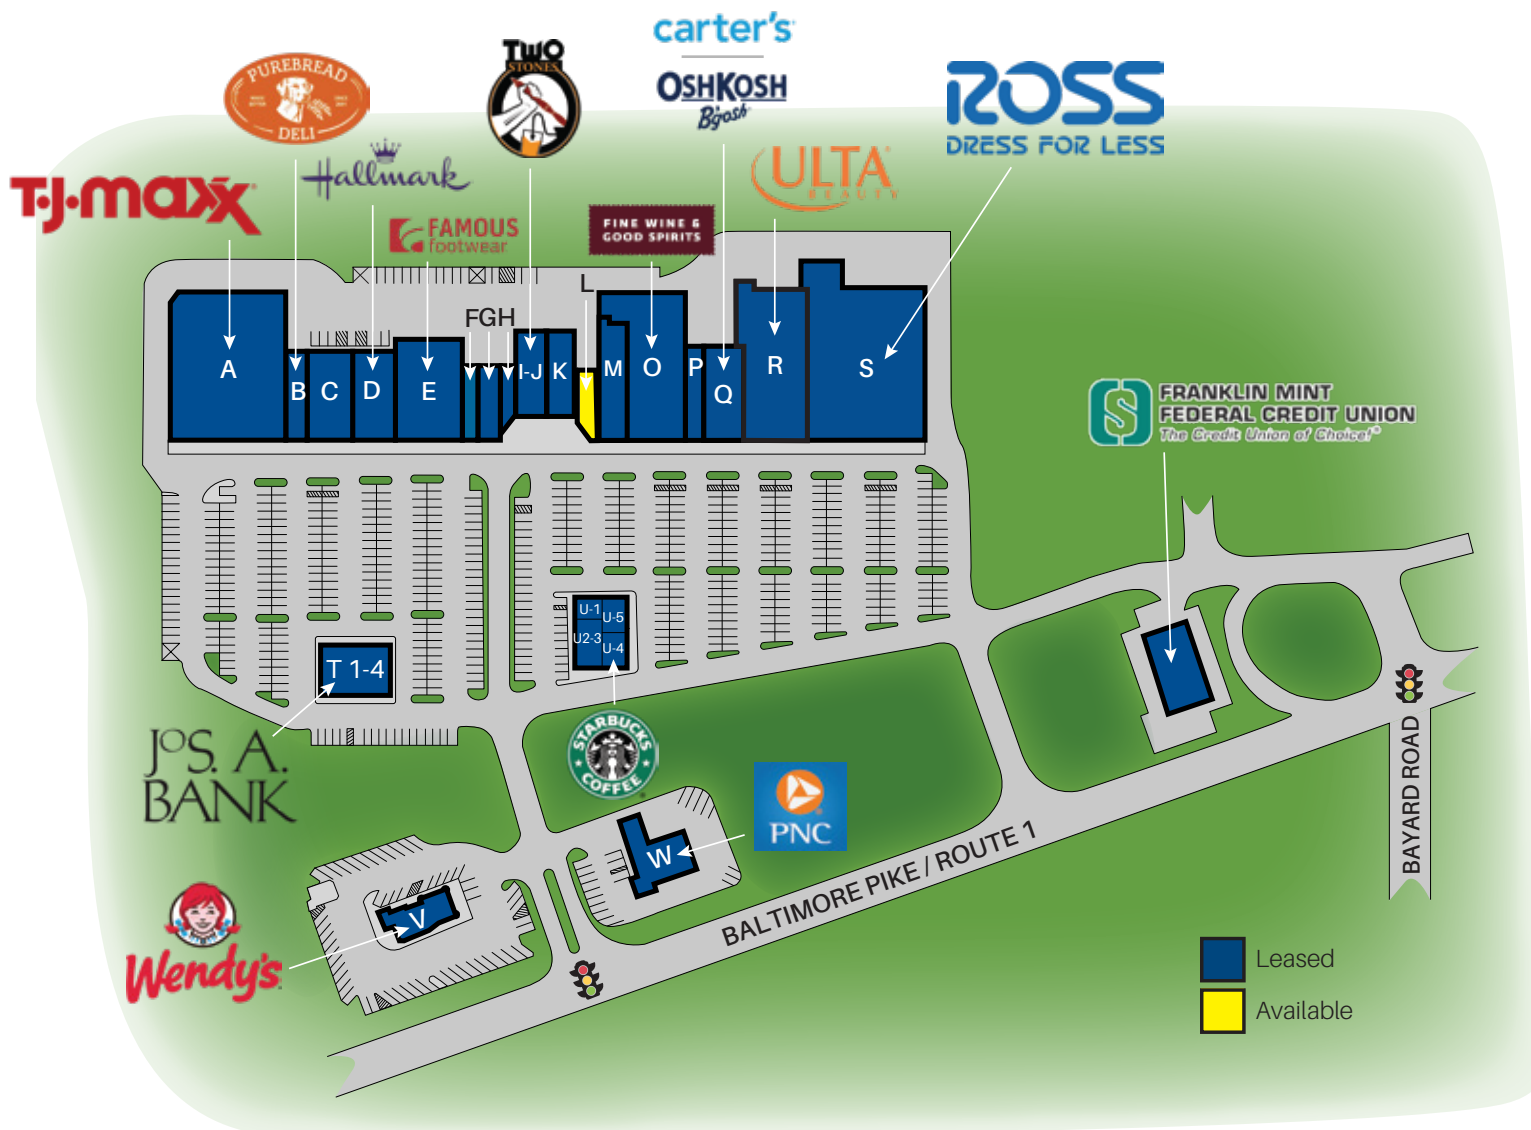 carter's
OSHKOSH
B'gosh
TWO
STONES
ROSS
DRESS FOR LESS
PUREBREAD
DELI
Hallmark
T.J.maxx
FAMOUS
footwear
FINE WINE &
GOOD SPIRITS
ULTA
BEAUTY
L
FGH
A
B
C
D
E
I-J
K
M
O
P
Q
R
S
FRANKLIN MINT
FEDERAL CREDIT UNION
The Credit Union of Choice!
U-1
U-5
U2-3
U-4
T 1-4
JoS. A.
BANK
STARBUCKS
COFFEE
PNC
W
V
Wendy's
BALTIMORE PIKE / ROUTE 1
BAYARD ROAD
Leased
Available